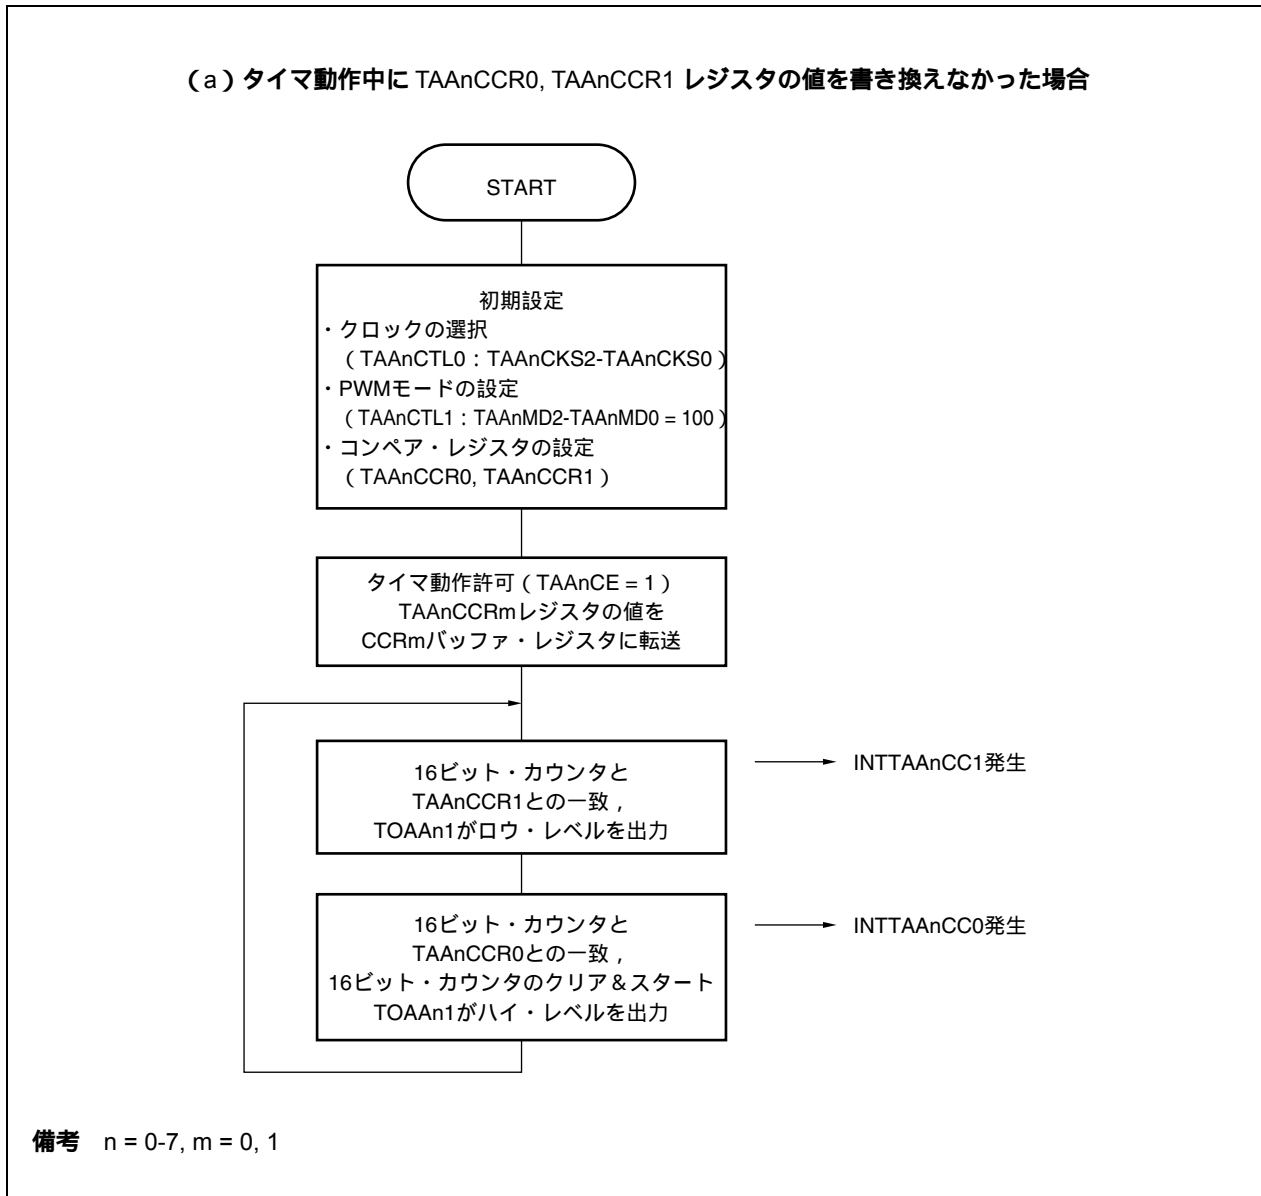 （a）タイマ動作中に TAAnCCR0, TAAnCCR1 レジスタの値を書き換えなかった場合
START
初期設定
・クロックの選択
（TAAnCTL0：TAAnCKS2-TAAnCKS0）
・PWMモードの設定
（TAAnCTL1：TAAnMD2-TAAnMD0 = 100）
・コンペア・レジスタの設定
（TAAnCCR0, TAAnCCR1）
タイマ動作許可（TAAnCE = 1）
TAAnCCRmレジスタの値を
CCRmバッファ・レジスタに転送
16ビット・カウンタと
TAAnCCR1との一致，
TOAAn1がロウ・レベルを出力
INTTAAnCC1発生
16ビット・カウンタと
TAAnCCR0との一致，
16ビット・カウンタのクリア＆スタート
TOAAn1がハイ・レベルを出力
INTTAAnCC0発生
備考 n = 0-7, m = 0, 1